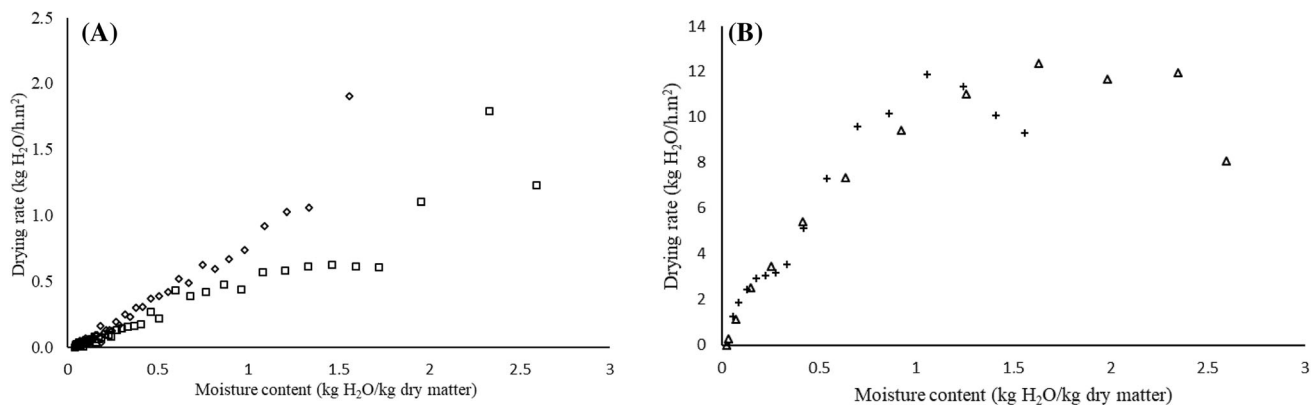 (A)
2.5
2.0
1.5
1.0
0.5
0.0
0 0.5 1 1.5 2 2.5 3
Drying rate (kg H₂O/h.m²)
Moisture content (kg H₂O/kg dry matter)
(B)
14
12
10
8
6
4
2
0
0 0.5 1 1.5 2 2.5 3
Drying rate (kg H₂O/h.m²)
Moisture content (kg H₂O/kg dry matter)